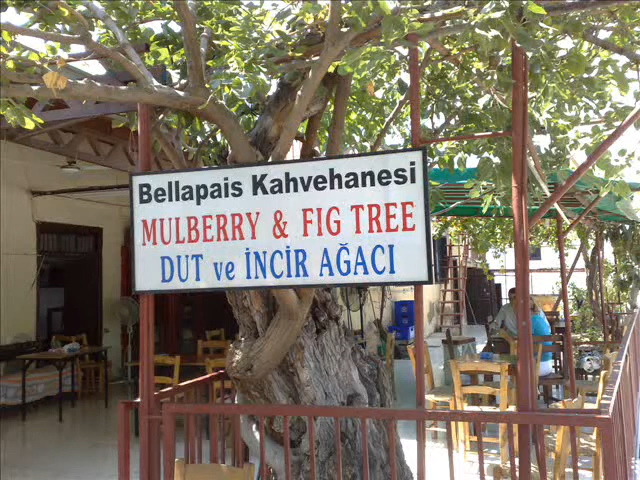 Bellapais Kahvehanesi
MULBERRY & FIG TREE
DUT ve İNCİR AĞACI